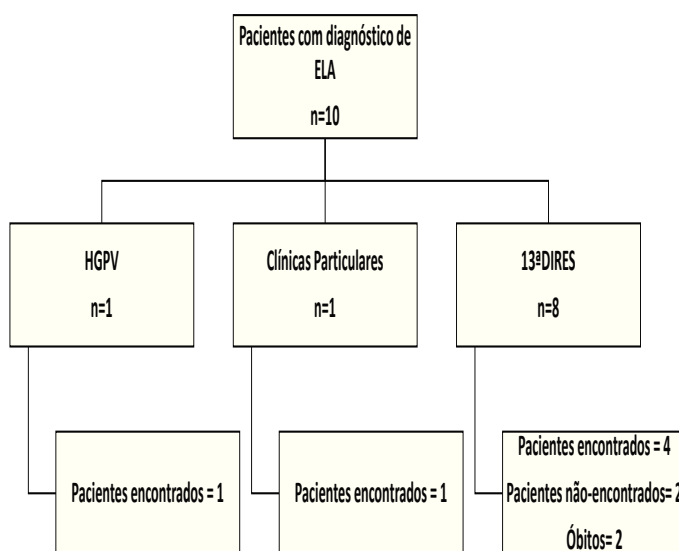 Pacientes com diagnóstico de
ELA
n=10
HGPV
n=1
Clínicas Particulares
n=1
13ªDIRES
n=8
Pacientes encontrados = 1
Pacientes encontrados = 1
Pacientes encontrados = 4
Pacientes não-encontrados= 2
Óbitos= 2